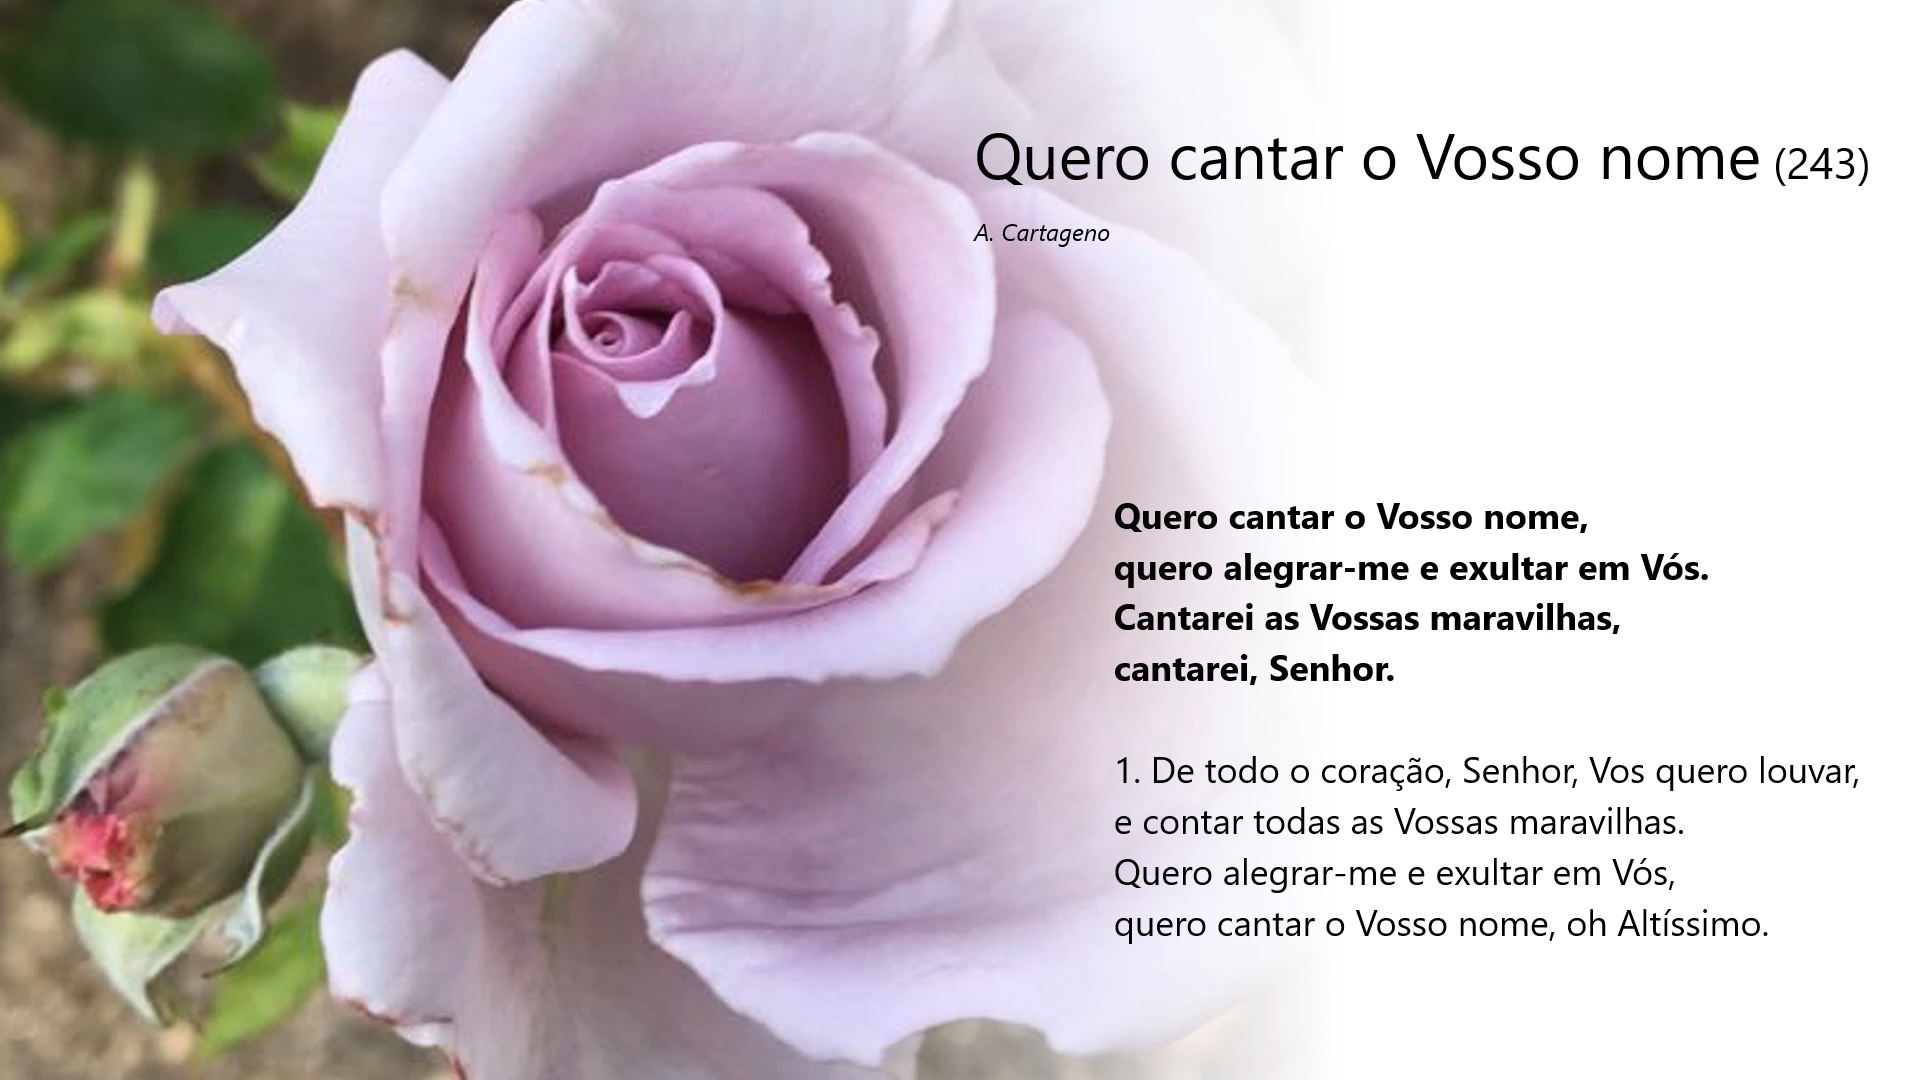 Quero cantar o Vosso nome (243)
A. Cartageno
Quero cantar o Vosso nome,
quero alegrar-me e exultar em Vós.
Cantarei as Vossas maravilhas,
cantarei, Senhor.
1. De todo o coração, Senhor, Vos quero louvar,
e contar todas as Vossas maravilhas.
Quero alegrar-me e exultar em Vós,
quero cantar o Vosso nome, oh Altíssimo.